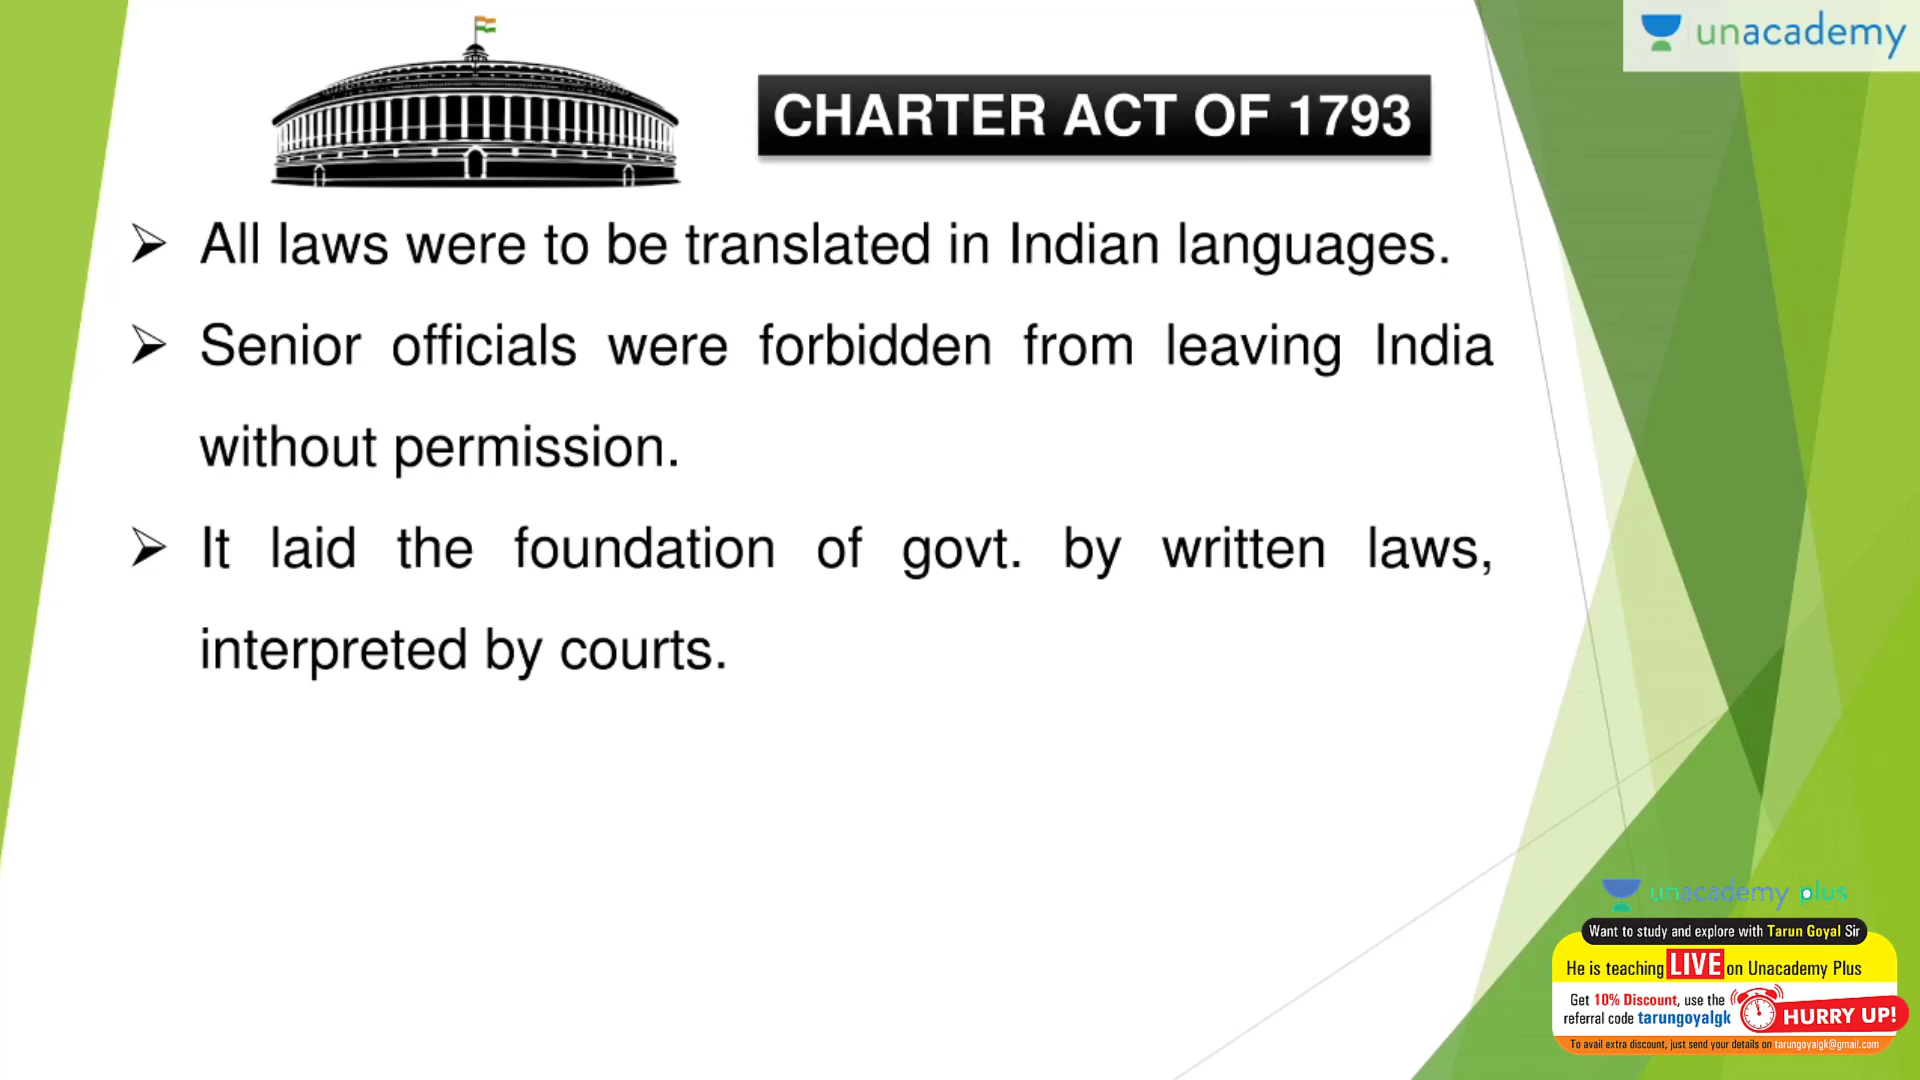 unacademy
CHARTER ACT OF 1793
➢ All laws were to be translated in Indian languages.
➢ Senior officials were forbidden from leaving India
without permission.
➢ It laid the foundation of govt. by written laws,
interpreted by courts.
unacademy plus
Want to study and explore with Tarun Goyal Sir
He is teaching LIVE on Unacademy Plus
Get 10% Discount, use the
referral code tarungoyalgk
HURRY UP!
To avail extra discount, just send your details on tarungoyalgk@gmail.com